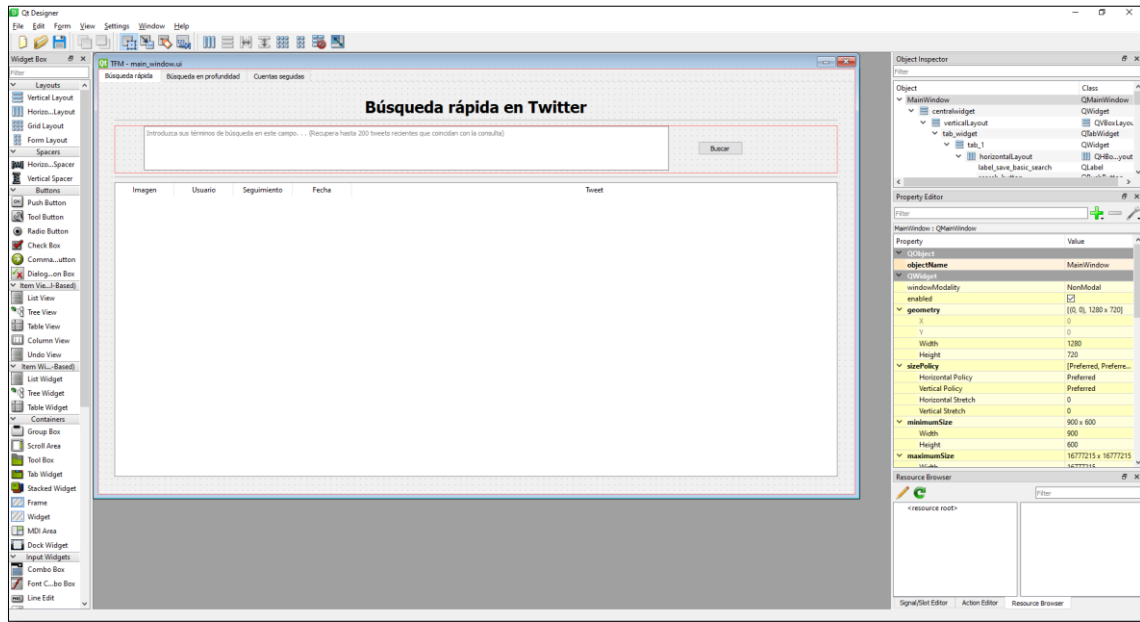 Qt Designer
File Edit Form View Settings Window Help
Widget Box
Filter
Layouts
Vertical Layout
Horizo...Layout
Grid Layout
Form Layout
Spacers
Horizo...Spacer
Vertical Spacer
Buttons
Push Button
Tool Button
Radio Button
Check Box
Comma...utton
Dialog...on Box
Item Vie...l-Based)
List View
Tree View
Table View
Column View
Undo View
Item Wi...-Based)
List Widget
Tree Widget
Table Widget
Containers
Group Box
Scroll Area
Tool Box
Tab Widget
Stacked Widget
Frame
Widget
MDI Area
Dock Widget
Input Widgets
Combo Box
Font C...bo Box
Line Edit
TFM - main_window.ui
Búsqueda rápida Búsqueda en profundidad Cuentas seguidas
Búsqueda rápida en Twitter
Introduzca sus términos de búsqueda en este campo. . . (Recupera hasta 200 tweets recientes que coincidan con la consulta)
Buscar
Imagen Usuario Seguimiento Fecha Tweet
Object Inspector
Filter
Object Class
MainWindow QMainWindow
centralwidget QWidget
verticalLayout QVBoxLayou
tab_widget QTabWidget
tab_1 QWidget
horizontalLayout QHBo...yout
label_save_basic_search QLabel
Property Editor
Filter
MainWindow : QMainWindow
Property Value
QObject
objectName MainWindow
QWidget
windowModality NonModal
enabled
geometry [(0, 0), 1280 x 720]
X 0
Y 0
Width 1280
Height 720
sizePolicy [Preferred, Preferre...
Horizontal Policy Preferred
Vertical Policy Preferred
Horizontal Stretch 0
Vertical Stretch 0
minimumSize 900 x 600
Width 900
Height 600
maximumSize 16777215 x 16777215
Width 16777215
Resource Browser
Filter
<resource root>
Signal/Slot Editor Action Editor Resource Browser